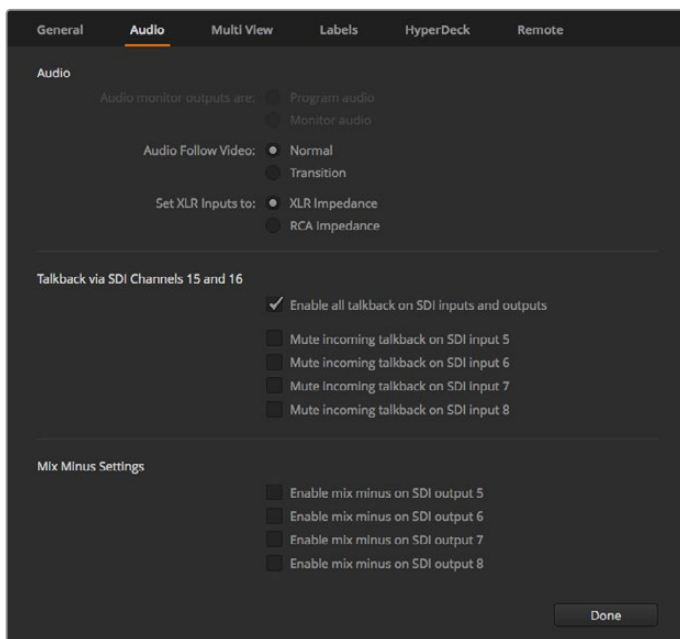 General Audio Multi View Labels HyperDeck Remote
Audio
Audio monitor outputs are: Program audio
Monitor audio
Audio Follow Video: Normal
Transition
Set XLR Inputs to: XLR Impedance
RCA Impedance
Talkback via SDI Channels 15 and 16
Enable all talkback on SDI inputs and outputs
Mute incoming talkback on SDI input 5
Mute incoming talkback on SDI input 6
Mute incoming talkback on SDI input 7
Mute incoming talkback on SDI input 8
Mix Minus Settings
Enable mix minus on SDI output 5
Enable mix minus on SDI output 6
Enable mix minus on SDI output 7
Enable mix minus on SDI output 8
Done